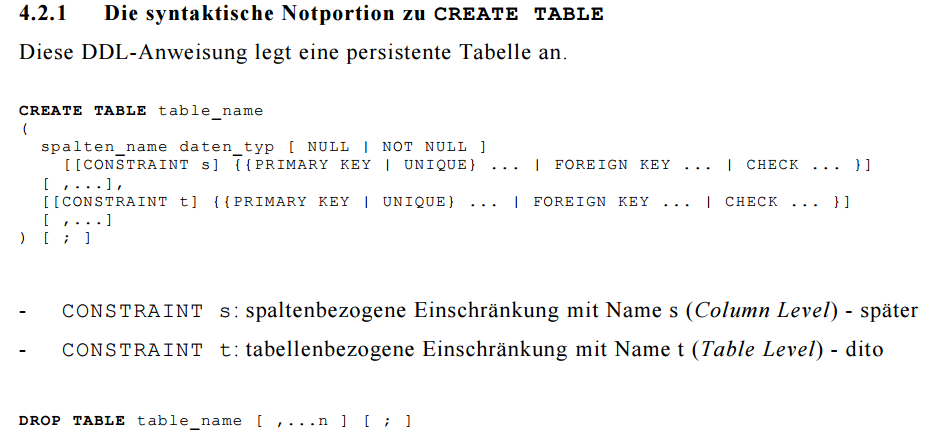 4.2.1 Die syntaktische Notportion zu CREATE TABLE
Diese DDL-Anweisung legt eine persistente Tabelle an.
CREATE TABLE table_name
(
spalten_name daten_typ [ NULL | NOT NULL ]
[[CONSTRAINT s] {{PRIMARY KEY | UNIQUE} ... | FOREIGN KEY ... | CHECK ... }]
[ ,...],
[[CONSTRAINT t] {{PRIMARY KEY | UNIQUE} ... | FOREIGN KEY ... | CHECK ... }]
[ ,...]
) [ ; ]
- CONSTRAINT s: spaltenbezogene Einschränkung mit Name s (Column Level) - später
- CONSTRAINT t: tabellenbezogene Einschränkung mit Name t (Table Level) - dito
DROP TABLE table_name [ ,...n ] [ ; ]